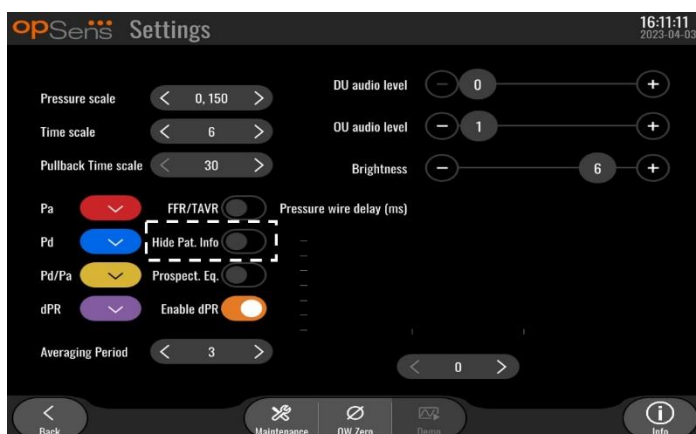 opSens Settings
16:11:11
2023-04-03
Pressure scale < 0, 150 >
DU audio level − 0 +
Time scale < 6 >
OU audio level − 1 +
Pullback Time scale < 30 >
Brightness − 6 +
Pa FFR/TAVR Pressure wire delay (ms)
Pd Hide Pat. Info
Pd/Pa Prospect. Eq.
dPR Enable dPR
Averaging Period < 3 >
< 0 >
Back Maintenance OW Zero Demo Info